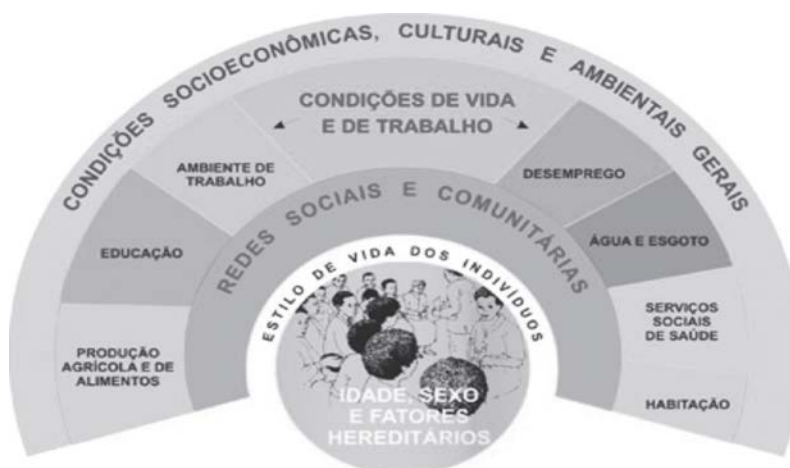 CONDIÇÕES SOCIOECONÔMICAS, CULTURAIS E AMBIENTAIS GERAIS
CONDIÇÕES DE VIDA
E DE TRABALHO
AMBIENTE DE
TRABALHO
DESEMPREGO
REDES SOCIAIS E COMUNITÁRIAS
EDUCAÇÃO
ÁGUA E ESGOTO
ESTILO DE VIDA DOS INDIVÍDUOS
PRODUÇÃO
AGRÍCOLA E DE
ALIMENTOS
SERVIÇOS
SOCIAIS
DE SAÚDE
HABITAÇÃO
IDADE, SEXO
E FATORES
HEREDITÁRIOS